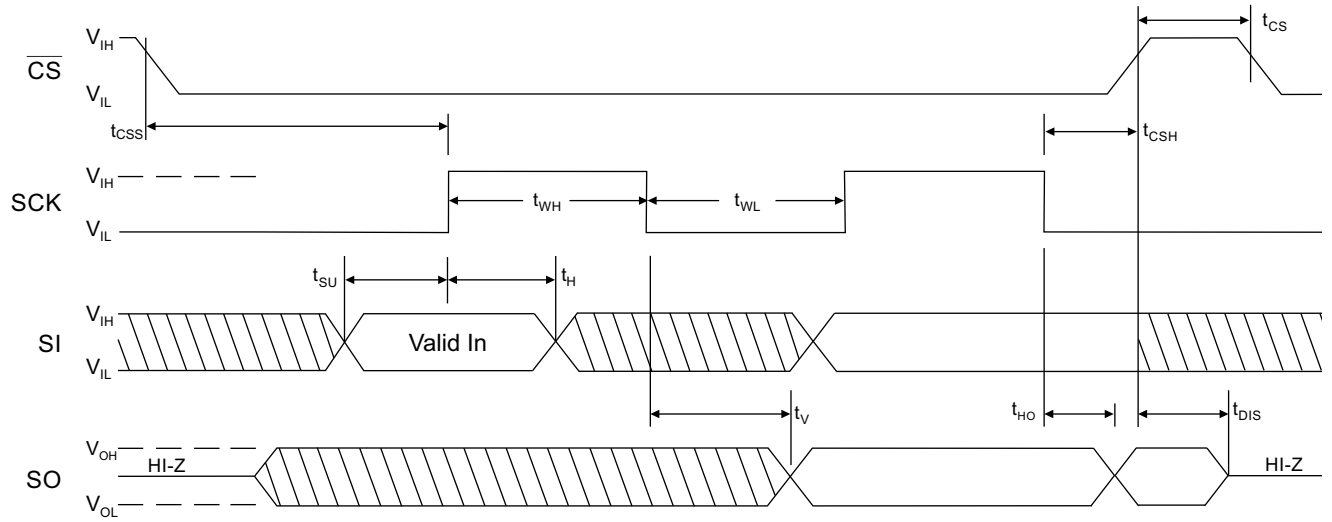 V_IH
t_CS
C̅S̅
V_IL
t_CSS
t_CSH
V_IH
SCK
t_WH
t_WL
V_IL
t_SU
t_H
V_IH
SI
Valid In
V_IL
t_V
t_HO
t_DIS
V_OH
HI-Z
HI-Z
SO
V_OL